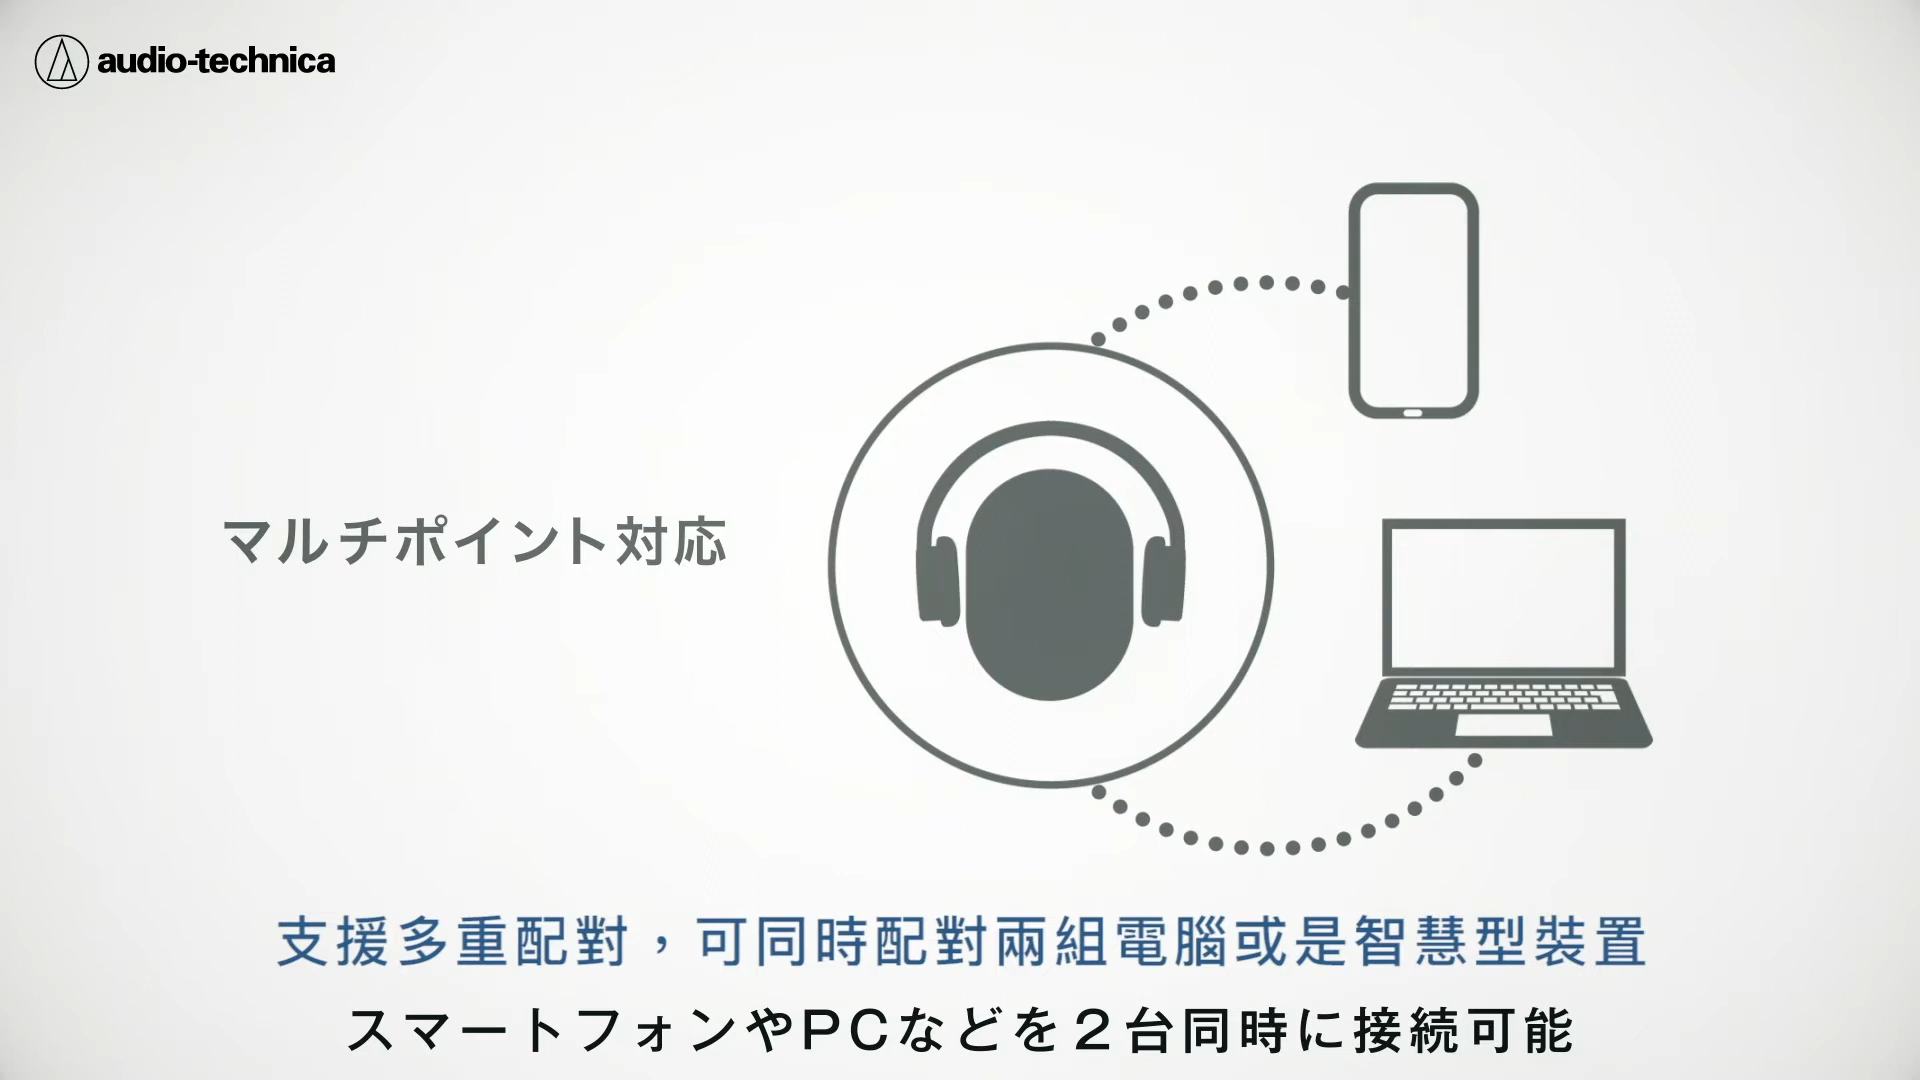 audio-technica
マルチポイント対応
支援多重配對，可同時配對兩組電腦或是智慧型裝置
スマートフォンやPCなどを２台同時に接続可能